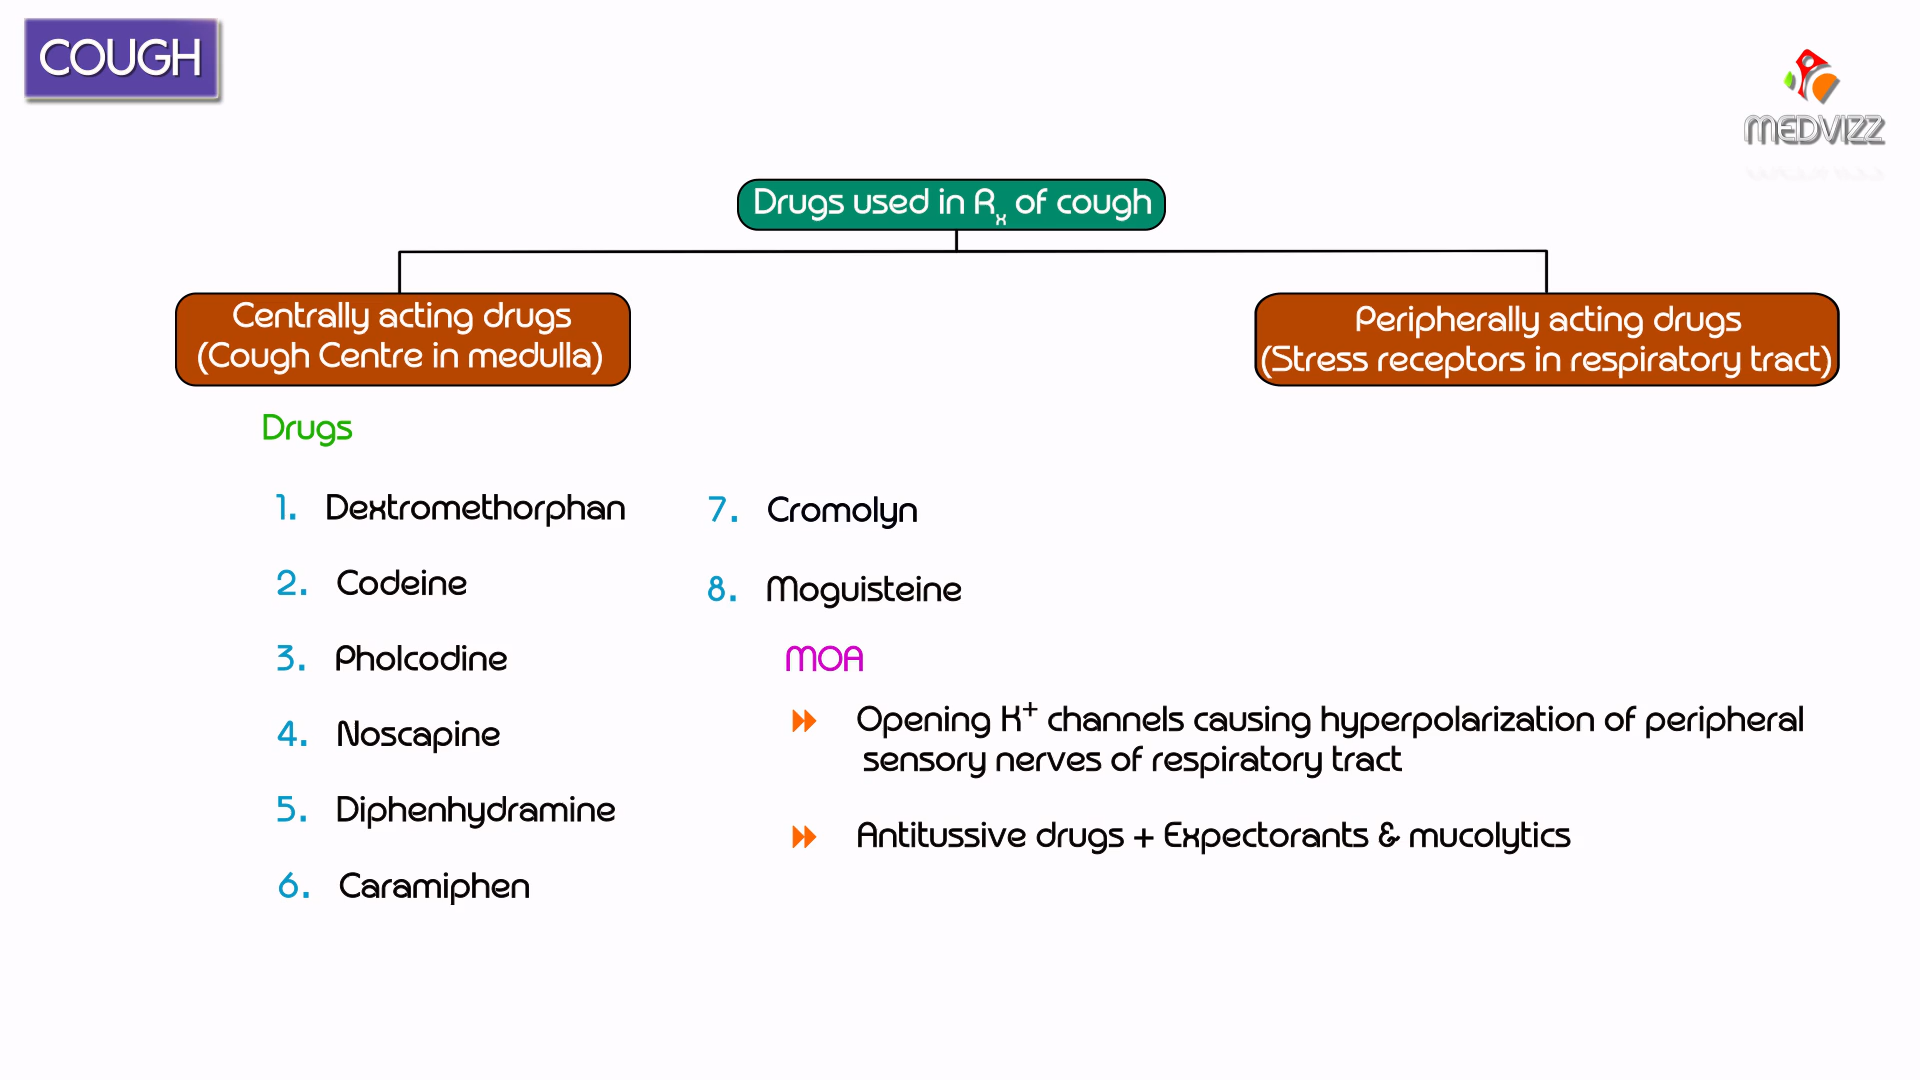 COUGH
MEDVIZZ
Drugs used in Rx of cough
Centrally acting drugs
(Cough Centre in medulla)
Peripherally acting drugs
(Stress receptors in respiratory tract)
Drugs
1. Dextromethorphan
2. Codeine
3. Pholcodine
4. Noscapine
5. Diphenhydramine
6. Caramiphen
7. Cromolyn
8. Moguisteine
MOA
Opening K⁺ channels causing hyperpolarization of peripheral
sensory nerves of respiratory tract
Antitussive drugs + Expectorants & mucolytics